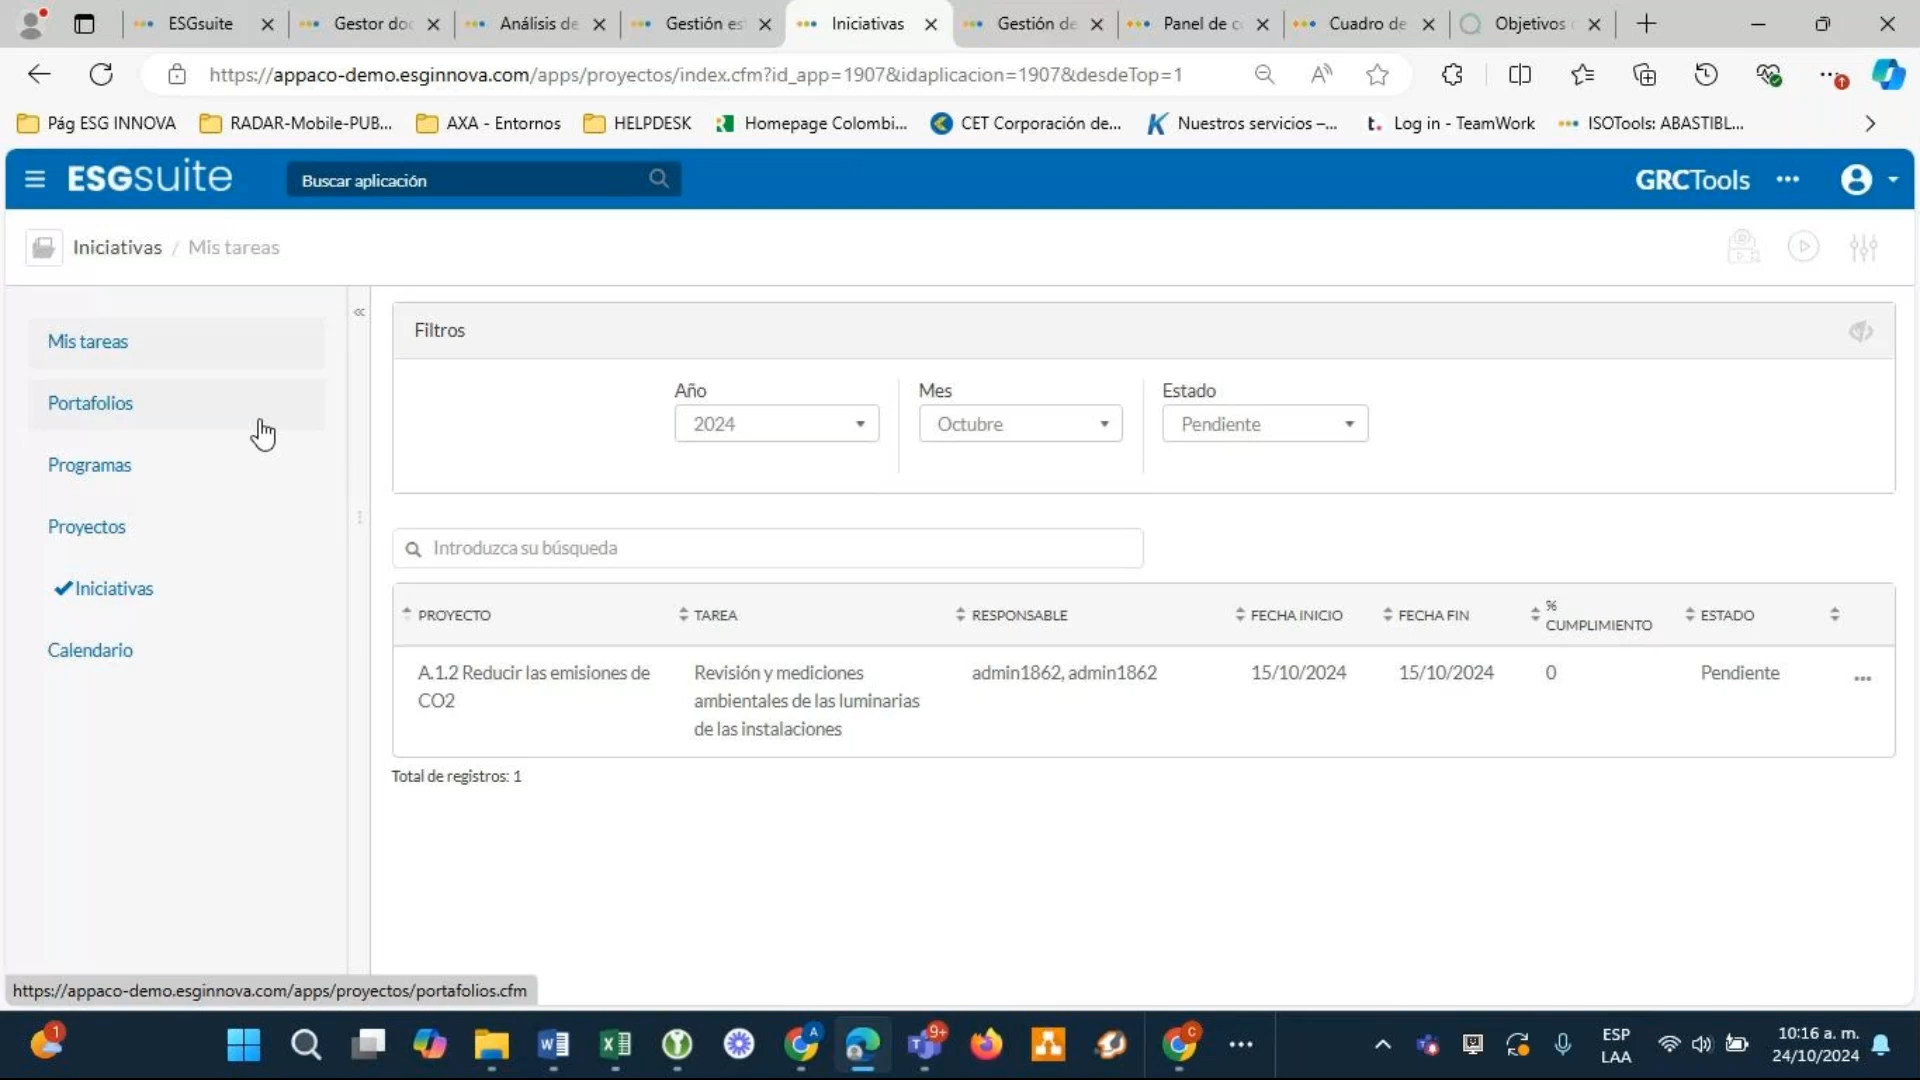 ESGsuite
Gestor doc
Análisis de
Gestión es
Iniciativas
Gestión de
Panel de c
Cuadro de
Objetivos
https://appaco-demo.esginnova.com/apps/proyectos/index.cfm?id_app=1907&idaplicacion=1907&desdeTop=1
Pág ESG INNOVA
RADAR-Mobile-PUB...
AXA - Entornos
HELPDESK
Homepage Colombi...
CET Corporación de...
Nuestros servicios –...
Log in - TeamWork
ISOTools: ABASTIBL...
ESGsuite
Buscar aplicación
GRCTools
Iniciativas / Mis tareas
Mis tareas
Portafolios
Programas
Proyectos
Iniciativas
Calendario
Filtros
Año
2024
Mes
Octubre
Estado
Pendiente
Introduzca su búsqueda
PROYECTO
TAREA
RESPONSABLE
FECHA INICIO
FECHA FIN
%
CUMPLIMIENTO
ESTADO
A.1.2 Reducir las emisiones de
CO2
Revisión y mediciones
ambientales de las luminarias
de las instalaciones
admin1862, admin1862
15/10/2024
15/10/2024
0
Pendiente
Total de registros: 1
https://appaco-demo.esginnova.com/apps/proyectos/portafolios.cfm
1
A
9+
C
ESP
LAA
10:16 a. m.
24/10/2024